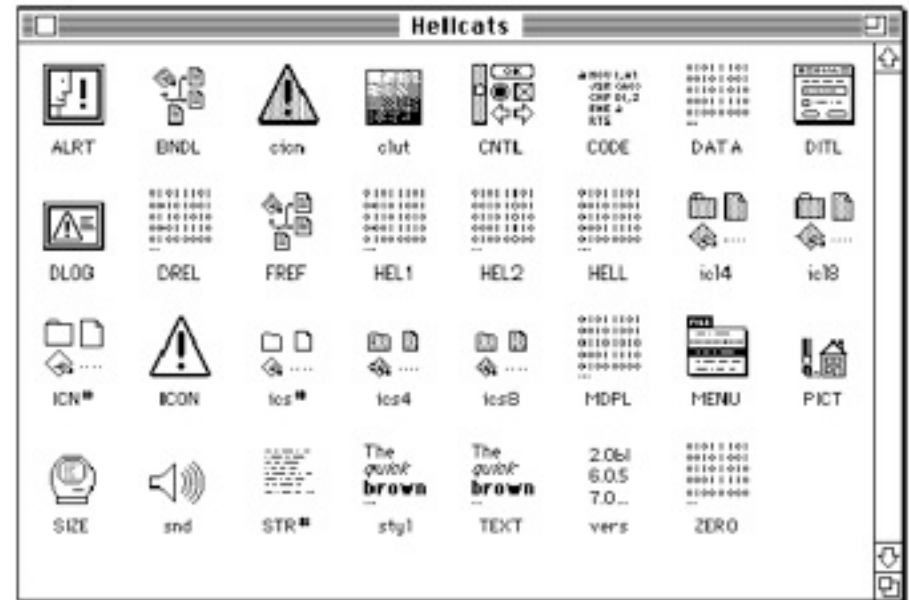 Hellcats
ALRT BNDL cicn clut CNTL CODE DATA DITL
DLOG DREL FREF HEL1 HEL2 HELL icl4 icl8
ICN# ICON ics# ics4 ics8 MDPL MENU PICT
The The 2.0b1
quick quick 6.0.5
brown brown 7.0...
SIZE snd STR# styl TEXT vers ZERO